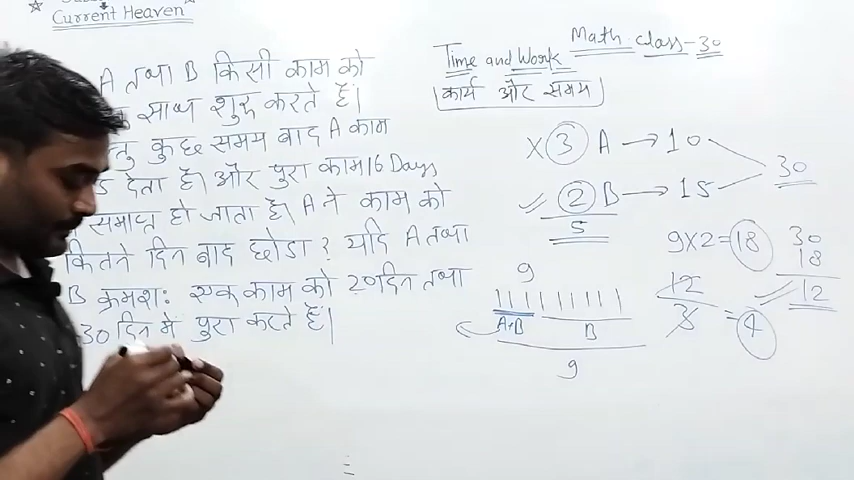 Current Heaven
A तथा B किसी काम को
साथ शुरू करते हैं।
कुछ समय बाद A काम
देता है। और पुरा काम 16 Days
समाप्त हो जाता है। A ने काम को
कितने दिन बाद छोडा ? यदि A तथा
B क्रमशः एक काम को 20 दिन तथा
30 दिन मे पुरा करते हैं।
Math class-30
Time and Work
कार्य और समय
X 3 A → 10
30
✓ 2 B → 15
5
9X2=18
30
18
12
12
3
=4
9
A+B
B
9